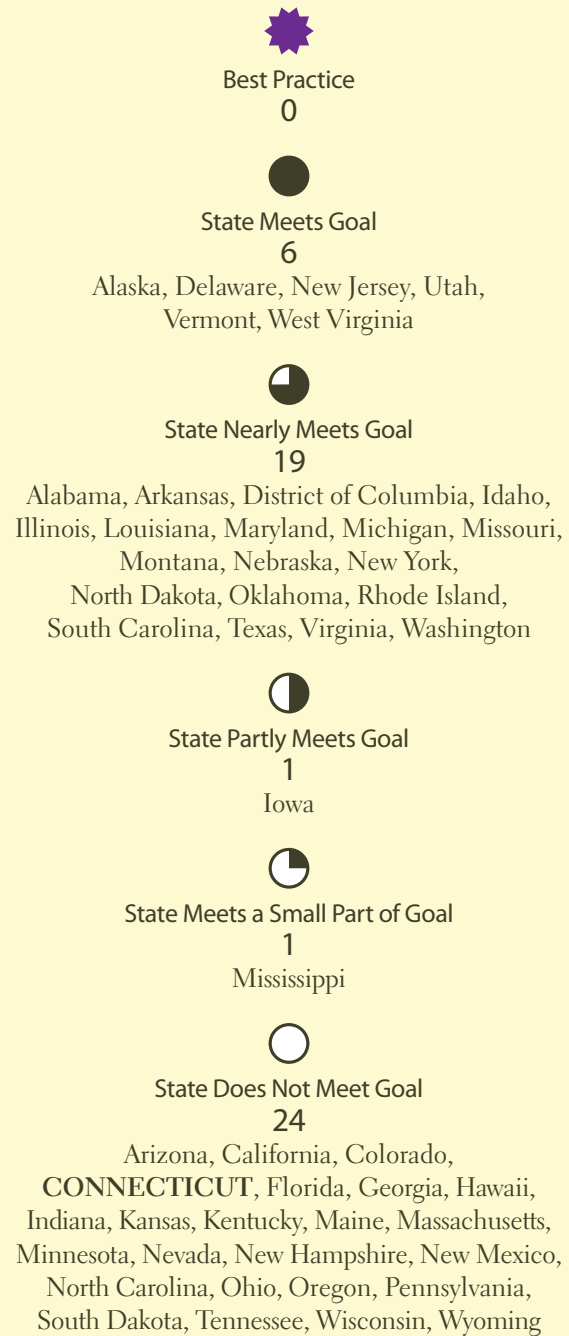 Best Practice
0
State Meets Goal
6
Alaska, Delaware, New Jersey, Utah,
Vermont, West Virginia
State Nearly Meets Goal
19
Alabama, Arkansas, District of Columbia, Idaho,
Illinois, Louisiana, Maryland, Michigan, Missouri,
Montana, Nebraska, New York,
North Dakota, Oklahoma, Rhode Island,
South Carolina, Texas, Virginia, Washington
State Partly Meets Goal
1
Iowa
State Meets a Small Part of Goal
1
Mississippi
State Does Not Meet Goal
24
Arizona, California, Colorado,
CONNECTICUT, Florida, Georgia, Hawaii,
Indiana, Kansas, Kentucky, Maine, Massachusetts,
Minnesota, Nevada, New Hampshire, New Mexico,
North Carolina, Ohio, Oregon, Pennsylvania,
South Dakota, Tennessee, Wisconsin, Wyoming